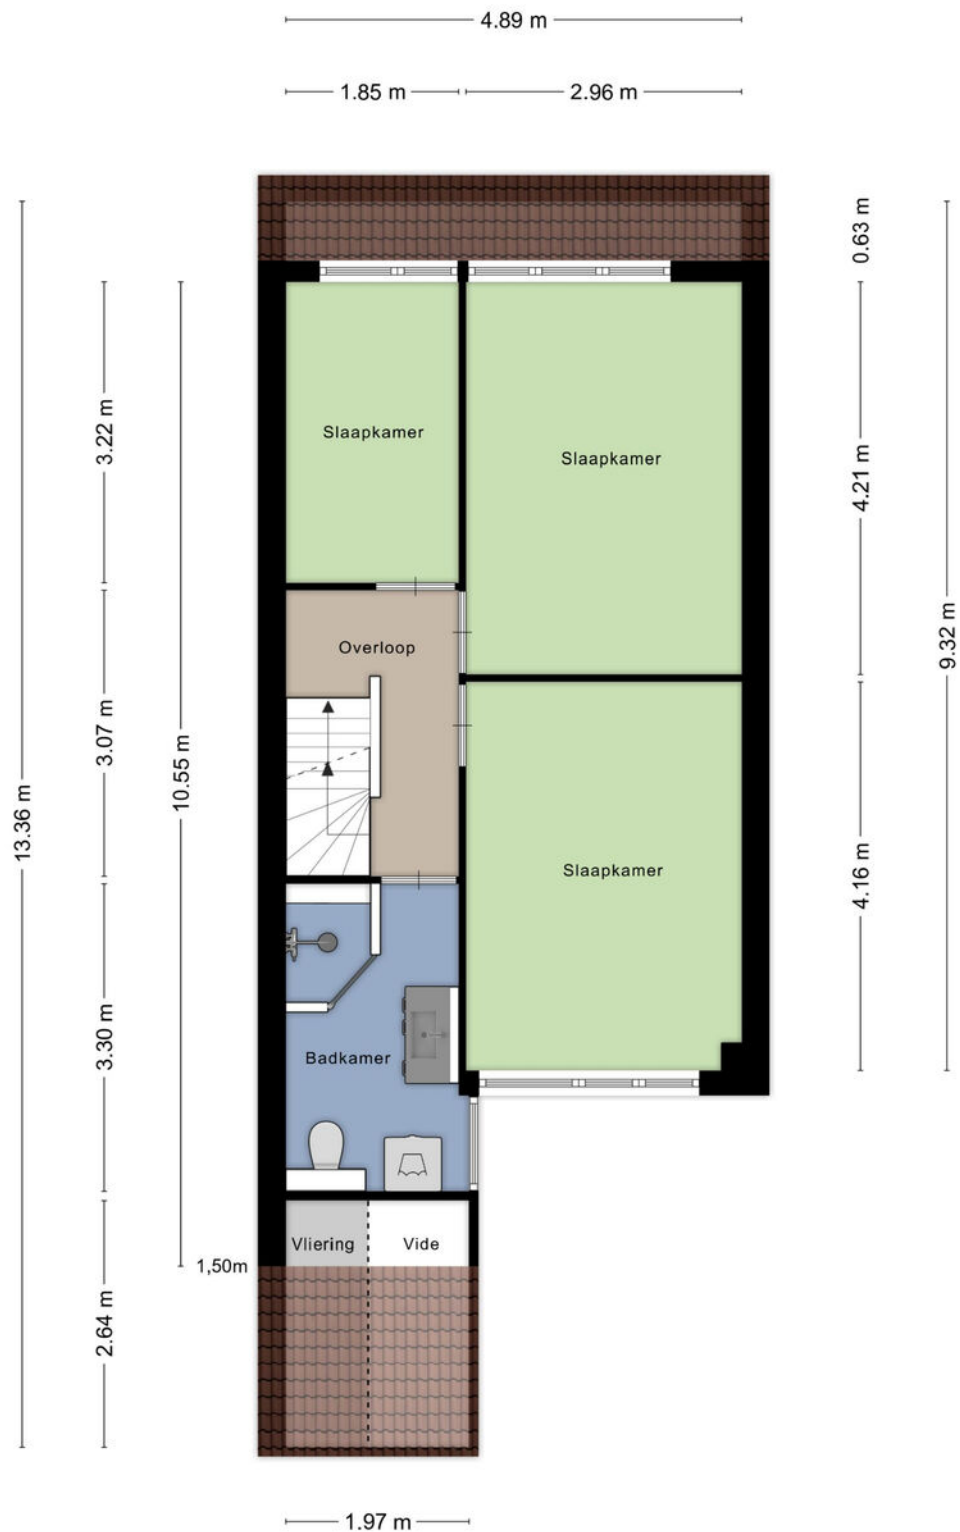 4.89 m
1.85 m
2.96 m
0.63 m
3.22 m
Slaapkamer
Slaapkamer
4.21 m
Overloop
9.32 m
3.07 m
10.55 m
13.36 m
Slaapkamer
4.16 m
3.30 m
Badkamer
Vliering
Vide
1,50m
2.64 m
1.97 m